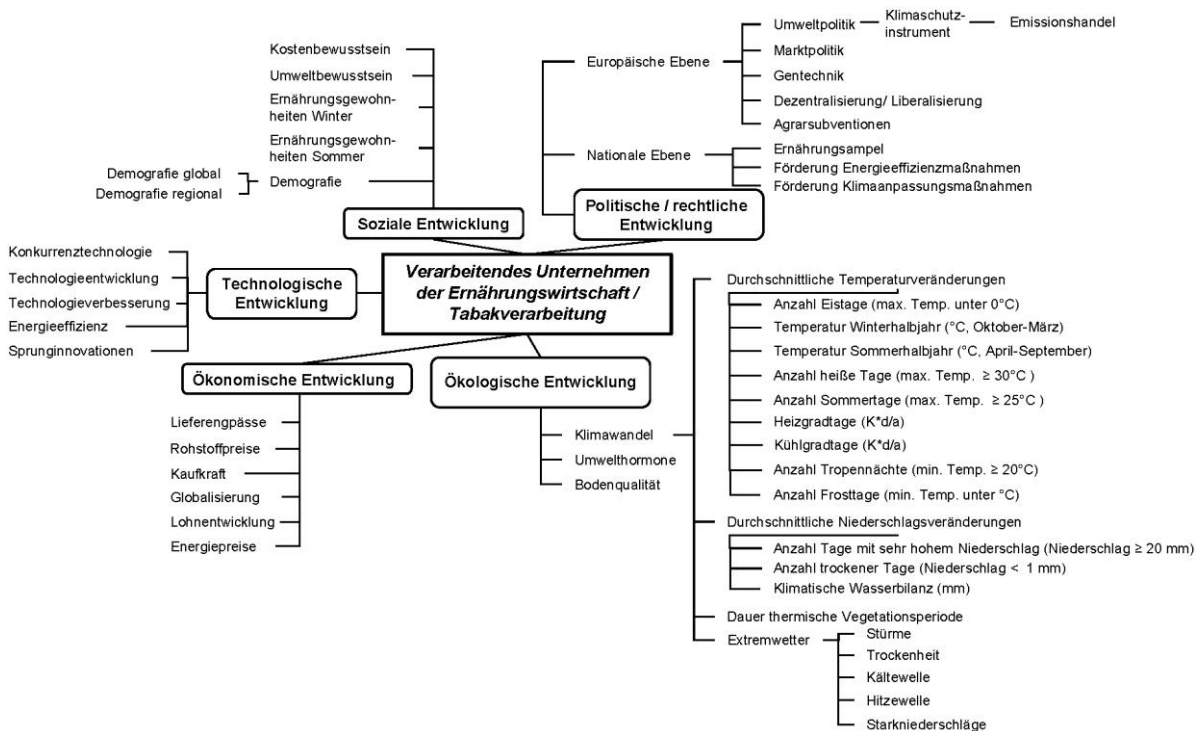 Kostenbewusstsein
Umweltbewusstsein
Ernährungsgewohn-
heiten Winter
Ernährungsgewohn-
heiten Sommer
Demografie global
Demografie regional
Demografie
Soziale Entwicklung
Europäische Ebene
Umweltpolitik
Klimaschutz-
instrument
Emissionshandel
Marktpolitik
Gentechnik
Dezentralisierung/ Liberalisierung
Agrarsubventionen
Nationale Ebene
Ernährungsampel
Förderung Energieeffizienzmaßnahmen
Förderung Klimaanpassungsmaßnahmen
Politische / rechtliche
Entwicklung
Konkurrenztechnologie
Technologieentwicklung
Technologieverbesserung
Energieeffizienz
Sprunginnovationen
Technologische
Entwicklung
Verarbeitendes Unternehmen
der Ernährungswirtschaft /
Tabakverarbeitung
Ökonomische Entwicklung
Lieferengpässe
Rohstoffpreise
Kaufkraft
Globalisierung
Lohnentwicklung
Energiepreise
Ökologische Entwicklung
Klimawandel
Umwelthormone
Bodenqualität
Durchschnittliche Temperaturveränderungen
Anzahl Eistage (max. Temp. unter 0°C)
Temperatur Winterhalbjahr (°C, Oktober-März)
Temperatur Sommerhalbjahr (°C, April-September)
Anzahl heiße Tage (max. Temp. ≥ 30°C )
Anzahl Sommertage (max. Temp. ≥ 25°C )
Heizgradtage (K*d/a)
Kühlgradtage (K*d/a)
Anzahl Tropennächte (min. Temp. ≥ 20°C)
Anzahl Frosttage (min. Temp. unter °C)
Durchschnittliche Niederschlagsveränderungen
Anzahl Tage mit sehr hohem Niederschlag (Niederschlag ≥ 20 mm)
Anzahl trockener Tage (Niederschlag < 1 mm)
Klimatische Wasserbilanz (mm)
Dauer thermische Vegetationsperiode
Extremwetter
Stürme
Trockenheit
Kältewelle
Hitzewelle
Starkniederschläge